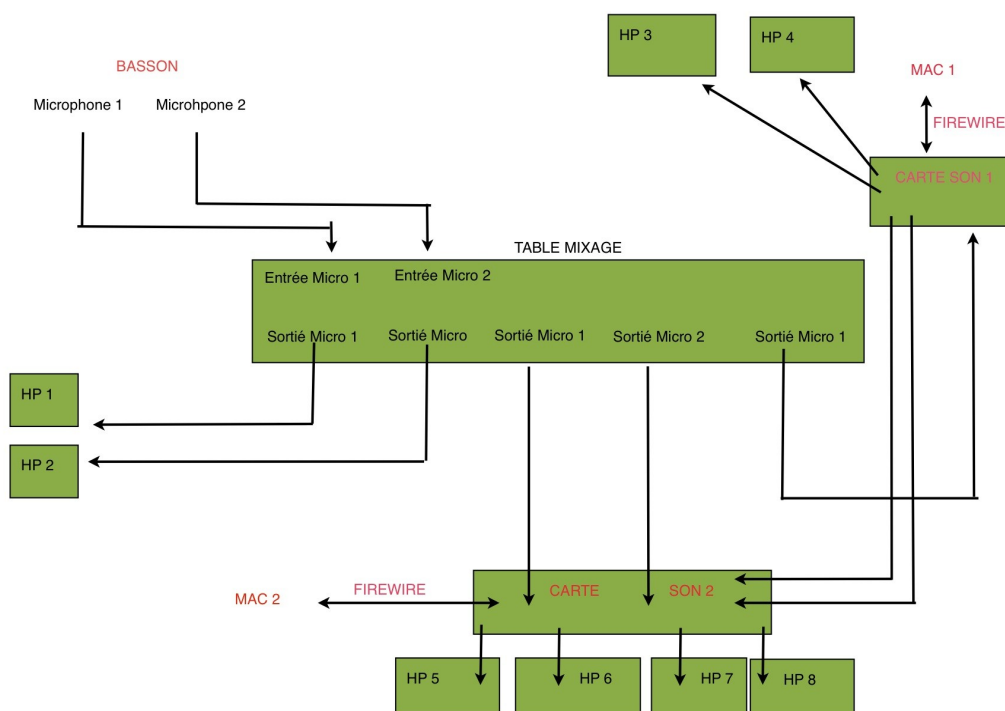 HP 3
HP 4
BASSON
MAC 1
Microphone 1 Microhpone 2
FIREWIRE
CARTE SON 1
TABLE MIXAGE
Entrée Micro 1 Entrée Micro 2
Sortié Micro 1 Sortié Micro Sortié Micro 1 Sortié Micro 2 Sortié Micro 1
HP 1
HP 2
MAC 2 FIREWIRE CARTE SON 2
HP 5 HP 6 HP 7 HP 8